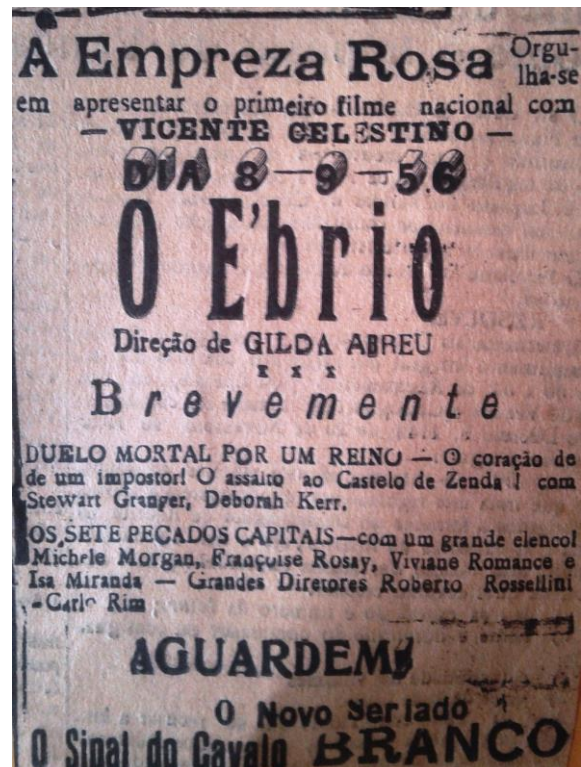 A Empreza Rosa Orgu-
lha-se
em apresentar o primeiro filme nacional com
— VICENTE CELESTINO —
DIA 8—9—56
O E'brio
Direção de GILDA ABREU
x x x
Brevemente
DUELO MORTAL POR UM REINO — O coração de
de um impostor! O assalto ao Castelo de Zenda! com
Stewart Granger, Deborah Kerr.
OS SETE PECADOS CAPITAIS—com um grande elenco!
Michele Morgan, Françoise Rosay, Viviane Romance e
Isa Miranda — Grandes Diretores Roberto Rossellini
- Carlo Rim
AGUARDEM
O Novo Seriado
O Sinal do Cavalo BRANCO